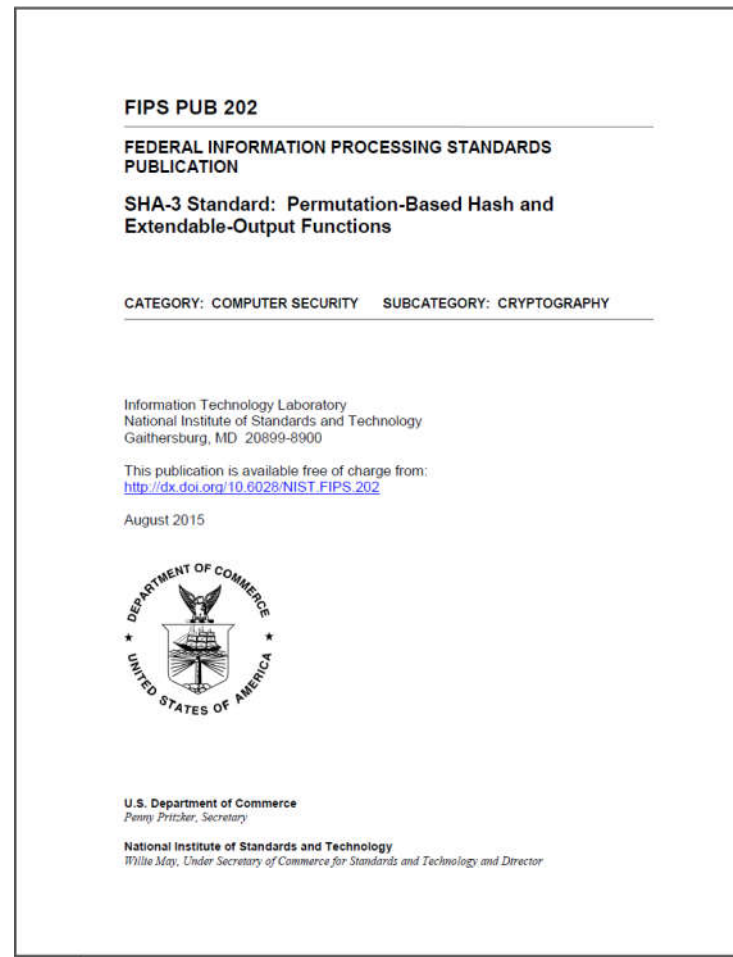 FIPS PUB 202
FEDERAL INFORMATION PROCESSING STANDARDS
PUBLICATION
SHA-3 Standard: Permutation-Based Hash and
Extendable-Output Functions
CATEGORY: COMPUTER SECURITY SUBCATEGORY: CRYPTOGRAPHY
Information Technology Laboratory
National Institute of Standards and Technology
Gaithersburg, MD 20899-8900
This publication is available free of charge from:
http://dx.doi.org/10.6028/NIST.FIPS.202
August 2015
DEPARTMENT OF COMMERCE
UNITED STATES OF AMERICA
U.S. Department of Commerce
Penny Pritzker, Secretary
National Institute of Standards and Technology
Willie May, Under Secretary of Commerce for Standards and Technology and Director